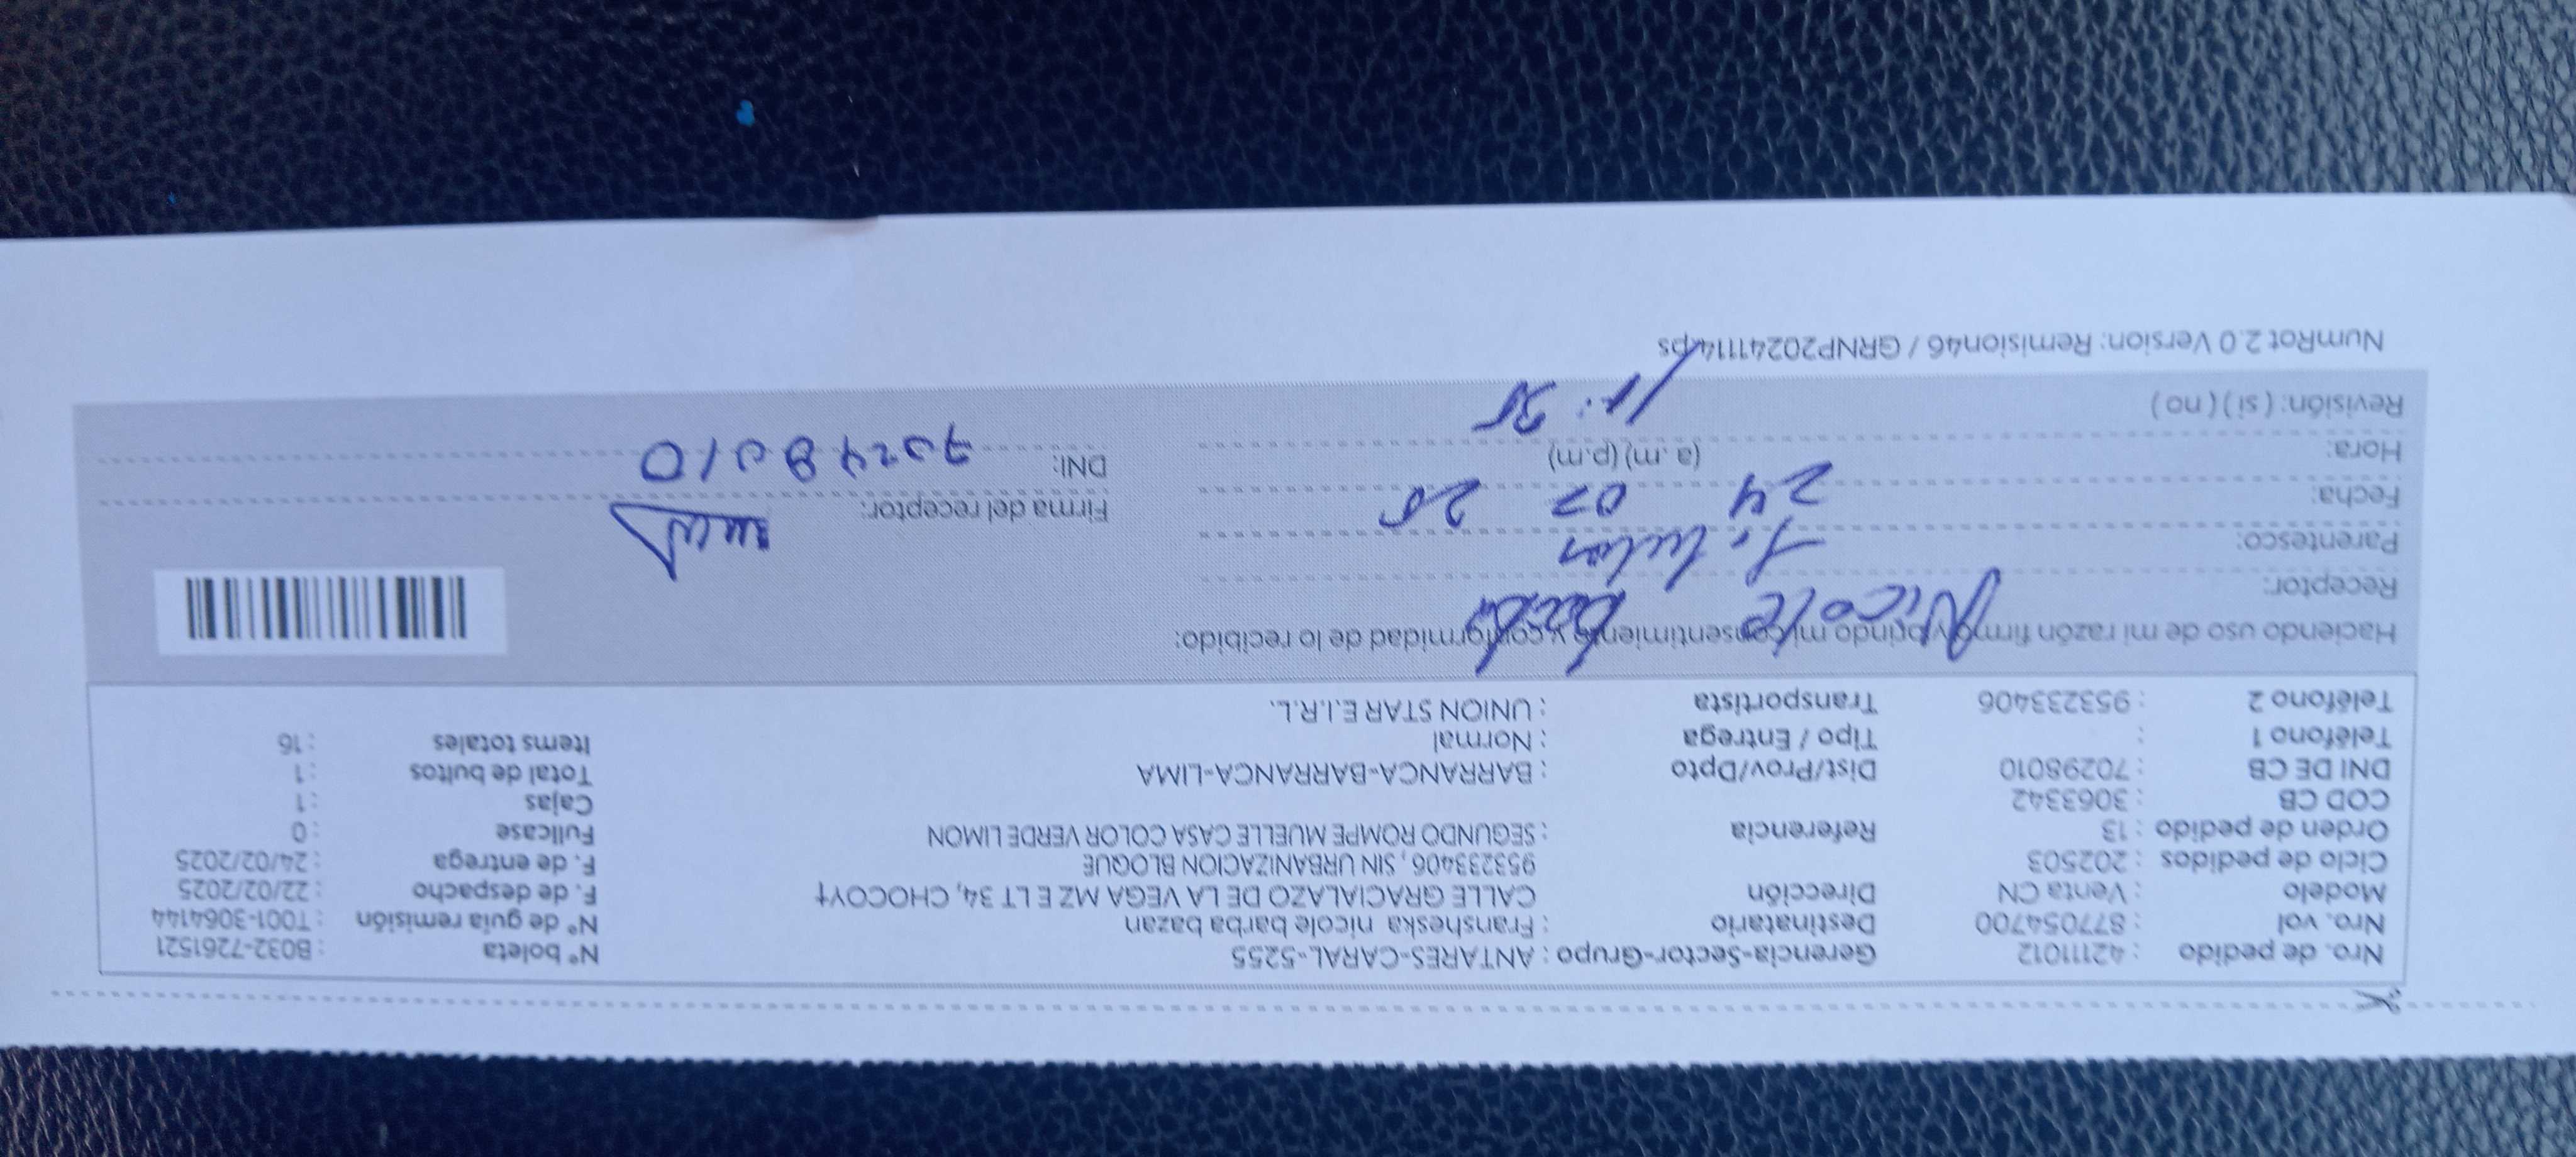 Nro. de pedido : 42111012 Gerencia-Sector-Grupo : ANTARES-CARAL-5255 N° boleta : B032-7261521
Nro. vol : 877054700 Destinatario : Fransheska nicole barba bazan N° de guia remisión : T001-3064144
Modelo : Venta CN Dirección CALLE GRACIALAZO DE LA VEGA MZ E LT 34, CHOCOY† F. de despacho : 22/02/2025
Ciclo de pedidos : 202503 953233406 , SIN URBANIZACION BLOQUE F. de entrega : 24/02/2025
Orden de pedido : 13 Referencia : SEGUNDO ROMPE MUELLE CASA COLOR VERDE LIMON Fullcase : 0
COD CB : 3063342 Cajas : 1
DNI DE CB : 70298010 Dist/Prov/Dpto : BARRANCA-BARRANCA-LIMA Total de bultos : 1
Teléfono 1 : Tipo / Entrega : Normal Items totales : 16
Teléfono 2 : 953233406 Transportista : UNION STAR E.I.R.L.
Haciendo uso de mi razón firmo y brindo mi consentimiento y conformidad de lo recibido:
Receptor: Nicole
Parentesco: Titular
Fecha: 24 02 25 Firma del receptor:
Hora: (a .m) (p.m) DNI:
Revisión: ( si ) ( no )
NumRot 2.0 Version: Remision46 / GRNP20241114.ps